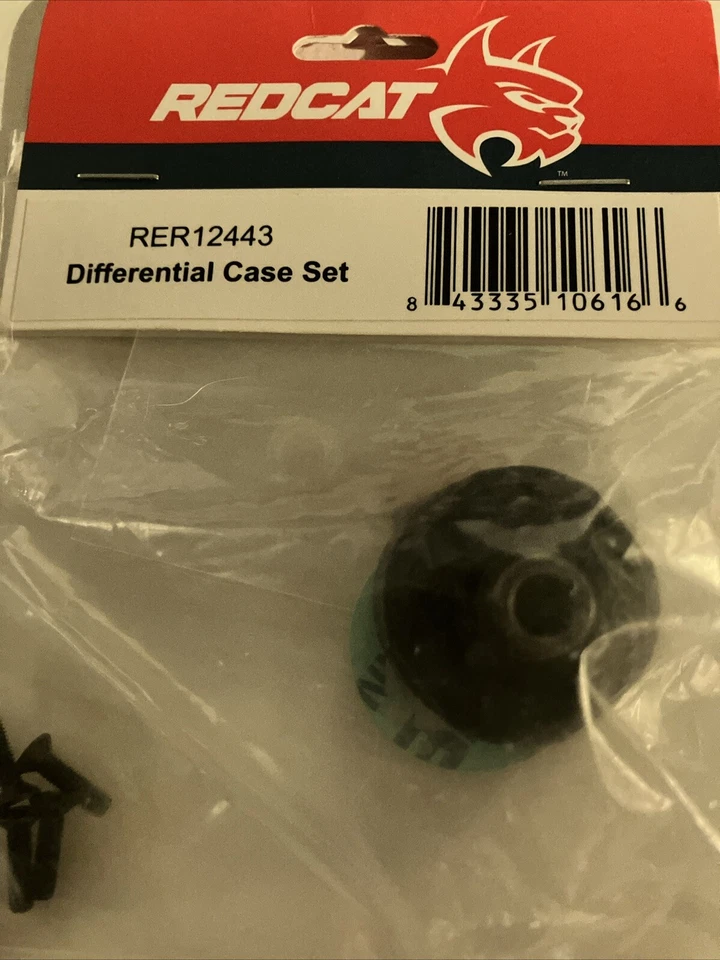 REDCAT
TM
RER12443
Differential Case Set
8 43335 10616 6